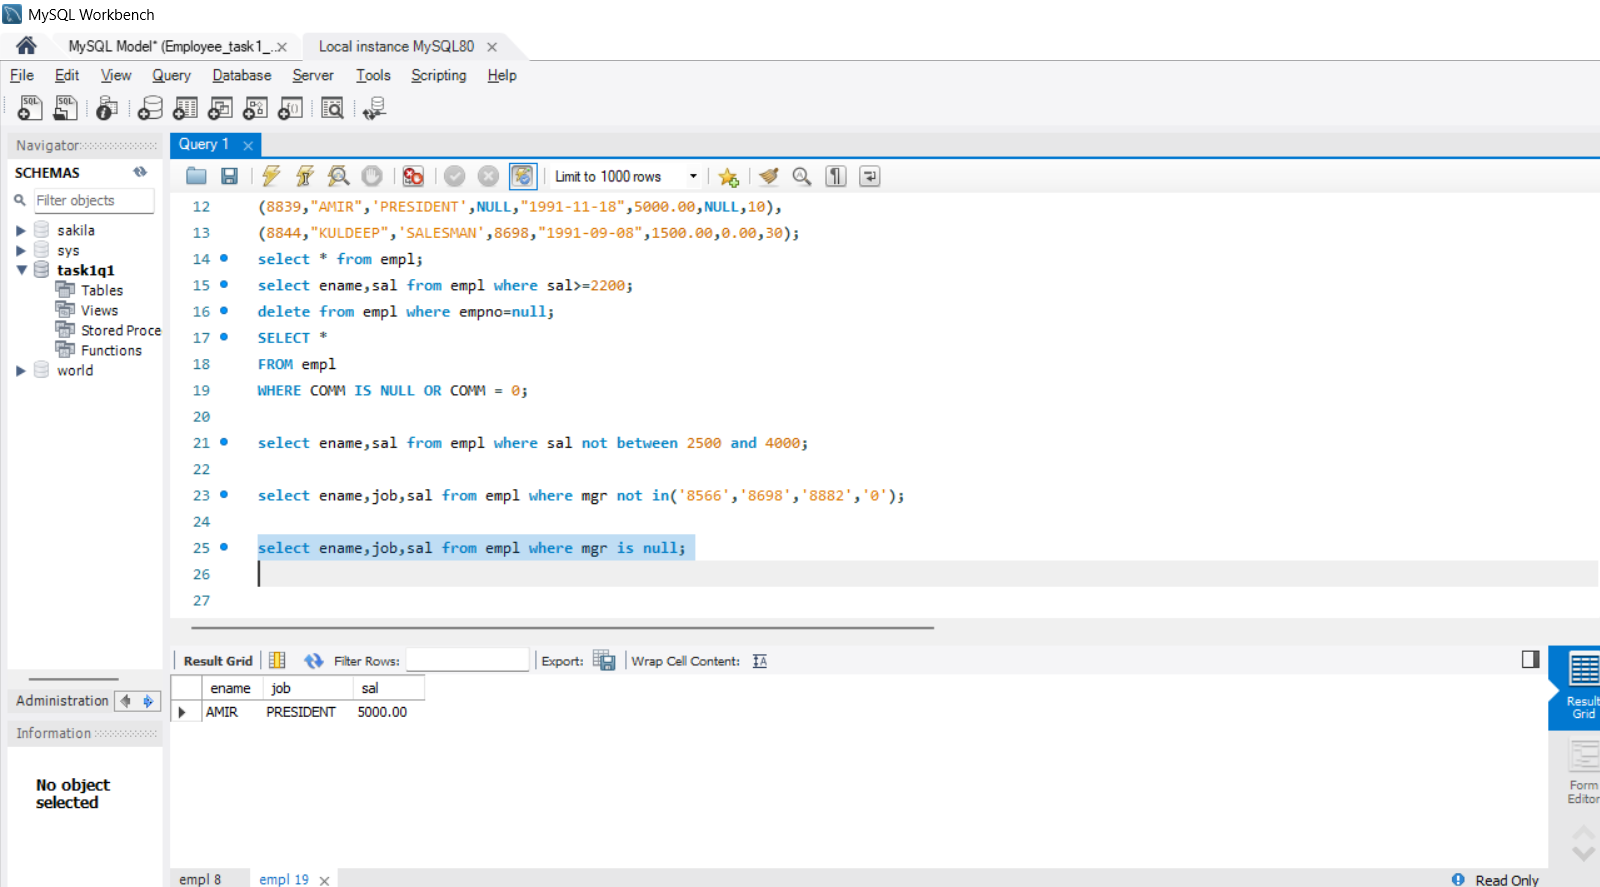 MySQL Workbench
MySQL Model* (Employee_task1_... ×
Local instance MySQL80 ×
File Edit View Query Database Server Tools Scripting Help
Navigator
Query 1 ×
SCHEMAS
Limit to 1000 rows
Filter objects
sakila
sys
task1q1
Tables
Views
Stored Proce
Functions
world
12 (8839,"AMIR",'PRESIDENT',NULL,"1991-11-18",5000.00,NULL,10),
13 (8844,"KULDEEP",'SALESMAN',8698,"1991-09-08",1500.00,0.00,30);
14 select * from empl;
15 select ename,sal from empl where sal>=2200;
16 delete from empl where empno=null;
17 SELECT *
18 FROM empl
19 WHERE COMM IS NULL OR COMM = 0;
20
21 select ename,sal from empl where sal not between 2500 and 4000;
22
23 select ename,job,sal from empl where mgr not in('8566','8698','8882','0');
24
25 select ename,job,sal from empl where mgr is null;
26
27
Result Grid Filter Rows: Export: Wrap Cell Content:
ename job sal
AMIR PRESIDENT 5000.00
Administration
Information
No object
selected
Result
Grid
Form
Editor
empl 8 empl 19 ×
Read Only